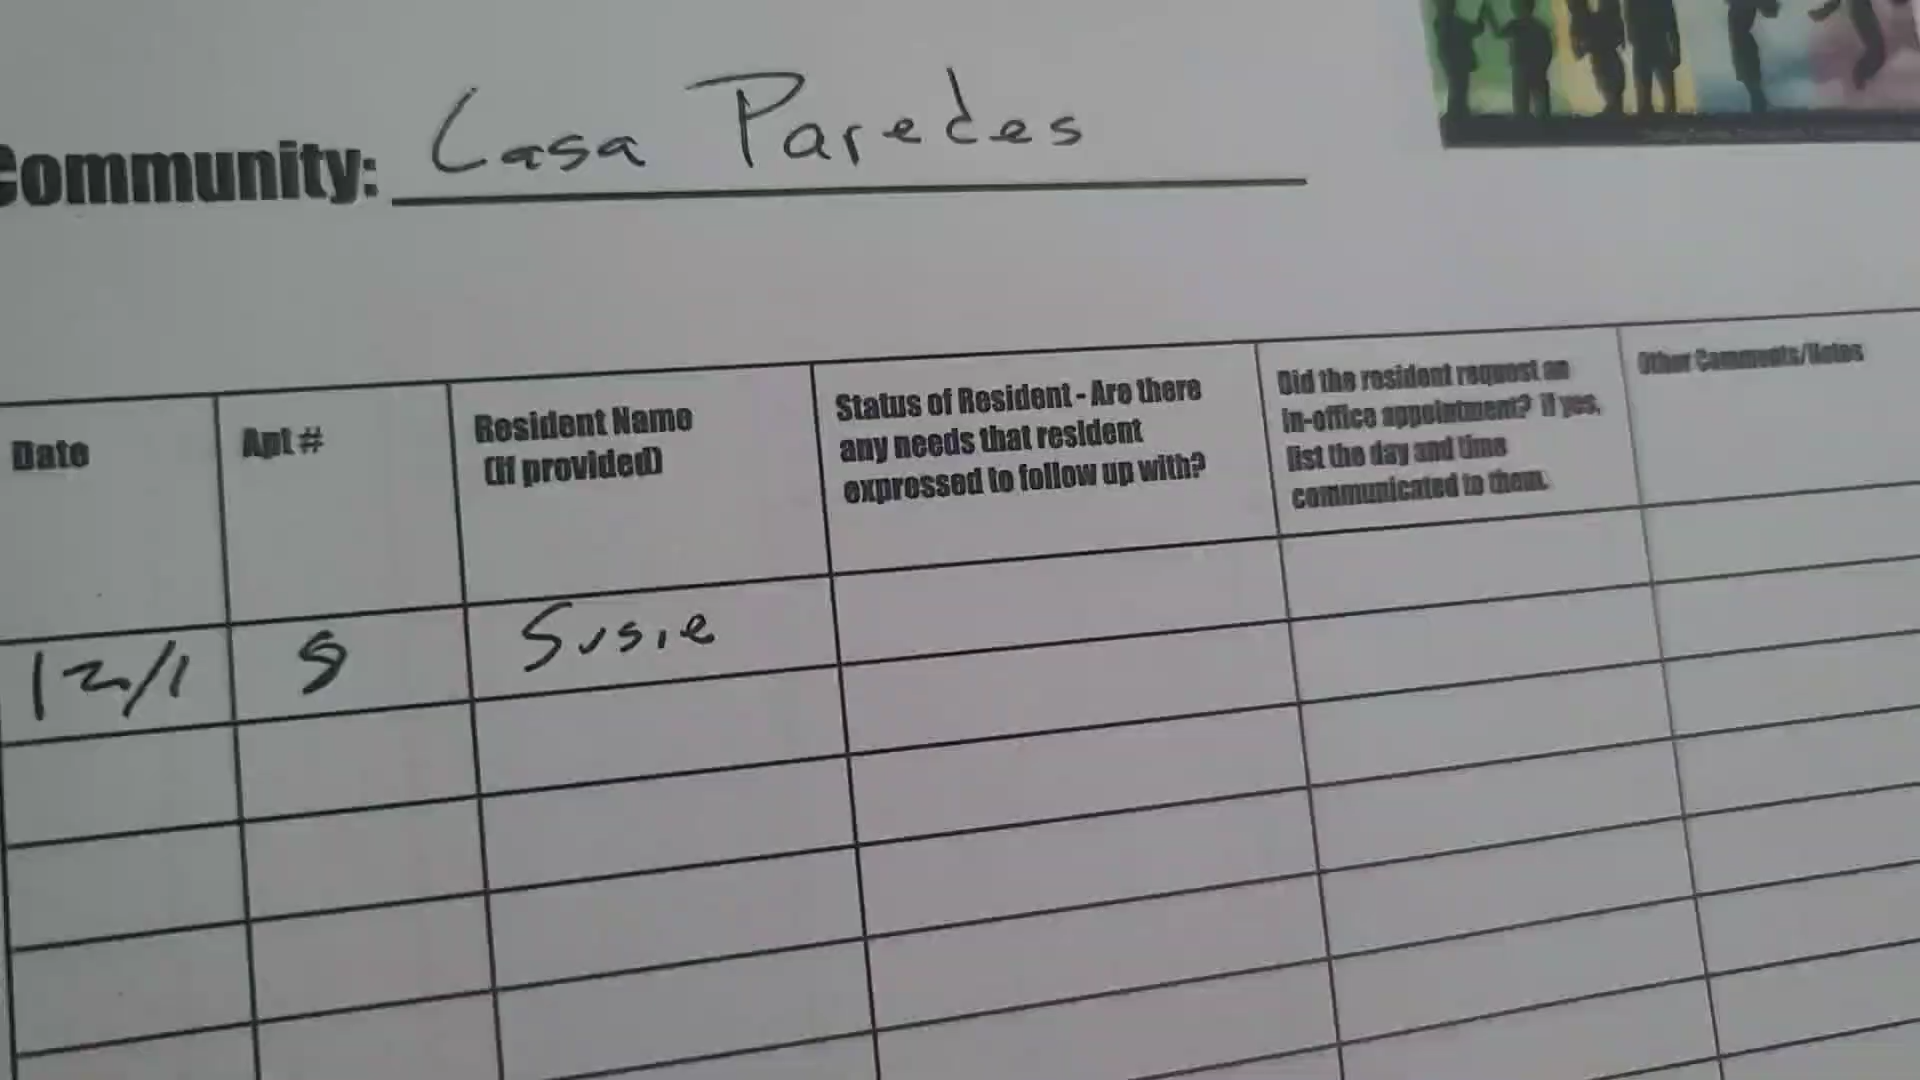 Community: Casa Paredes
Date
Apt #
Resident Name
(if provided)
Status of Resident - Are there
any needs that resident
expressed to follow up with?
Did the resident request an
in-office appointment? If yes,
list the day and time
communicated to them.
Other Comments/Notes
12/1 8 Susie